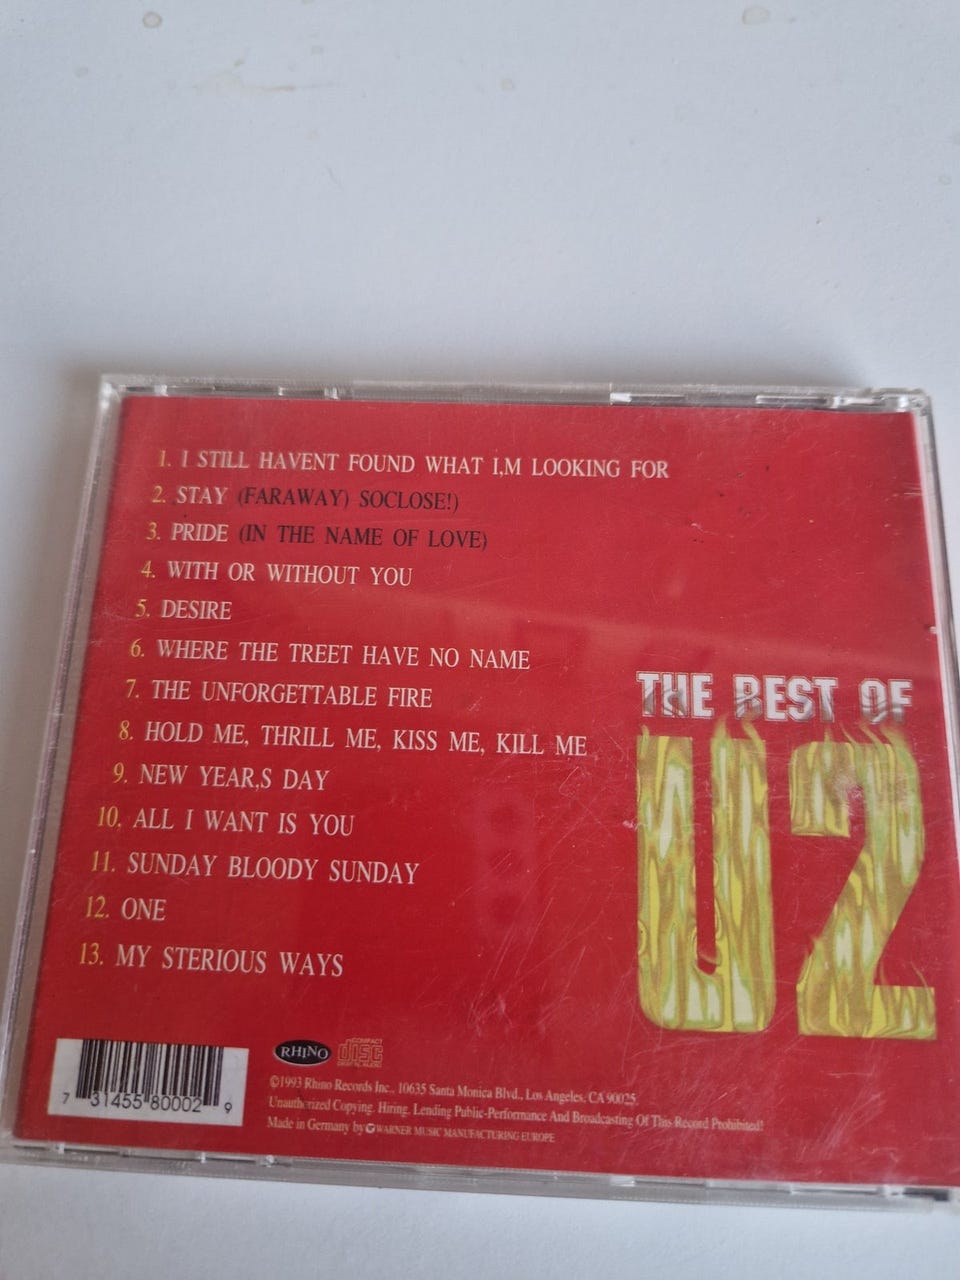 1. I STILL HAVENT FOUND WHAT I,M LOOKING FOR
2. STAY (FARAWAY) SOCLOSE!)
3. PRIDE (IN THE NAME OF LOVE)
4. WITH OR WITHOUT YOU
5. DESIRE
6. WHERE THE TREET HAVE NO NAME
7. THE UNFORGETTABLE FIRE
8. HOLD ME, THRILL ME, KISS ME, KILL ME
9. NEW YEAR,S DAY
10. ALL I WANT IS YOU
11. SUNDAY BLOODY SUNDAY
12. ONE
13. MY STERIOUS WAYS
THE BEST OF
U2
7 31455 80002 9
RHINO
COMPACT
disc
DIGITAL AUDIO
©1993 Rhino Records Inc., 10635 Santa Monica Blvd., Los Angeles, CA 90025
Unauthorized Copying, Hiring, Lending Public-Performance And Broadcasting Of This Record Prohibited!
Made in Germany by WARNER MUSIC MANUFACTURING EUROPE